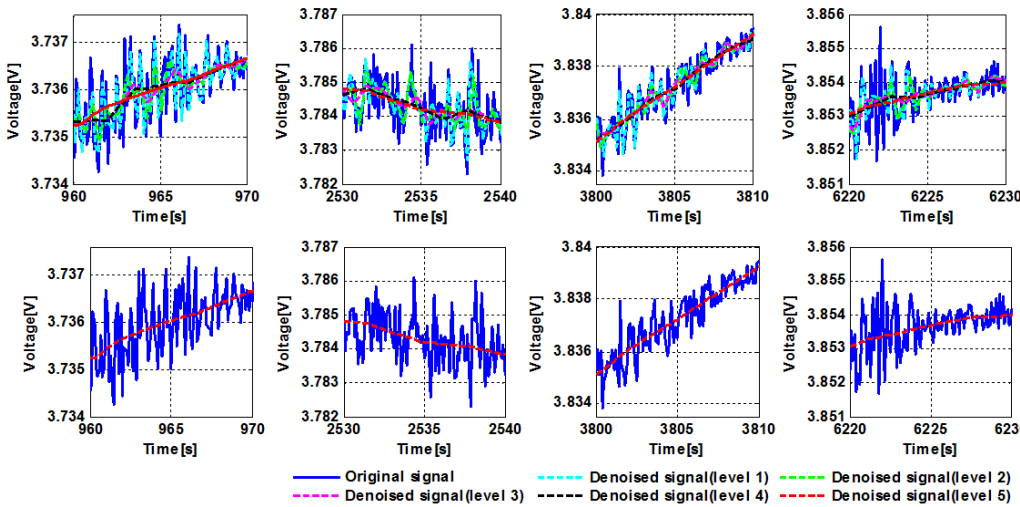 3.737
3.736
3.735
3.734
Voltage[V]
960
965
970
Time[s]
3.787
3.786
3.785
3.784
3.783
3.782
Voltage[V]
2530
2535
2540
Time[s]
3.84
3.838
3.836
3.834
Voltage[V]
3800
3805
3810
Time[s]
3.856
3.855
3.854
3.853
3.852
3.851
Voltage[V]
6220
6225
6230
Time[s]
3.737
3.736
3.735
3.734
Voltage[V]
960
965
970
Time[s]
3.787
3.786
3.785
3.784
3.783
3.782
Voltage[V]
2530
2535
2540
Time[s]
3.84
3.838
3.836
3.834
Voltage[V]
3800
3805
3810
Time[s]
3.856
3.855
3.854
3.853
3.852
3.851
Voltage[V]
6220
6225
6230
Time[s]
Original signal
Denoised signal(level 1)
Denoised signal(level 2)
Denoised signal(level 3)
Denoised signal(level 4)
Denoised signal(level 5)